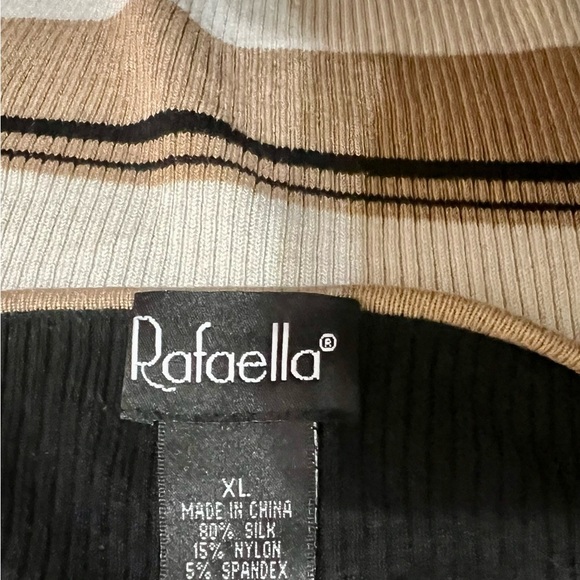 Rafaella®
XL
MADE IN CHINA
80% SILK
15% NYLON
5% SPANDEX